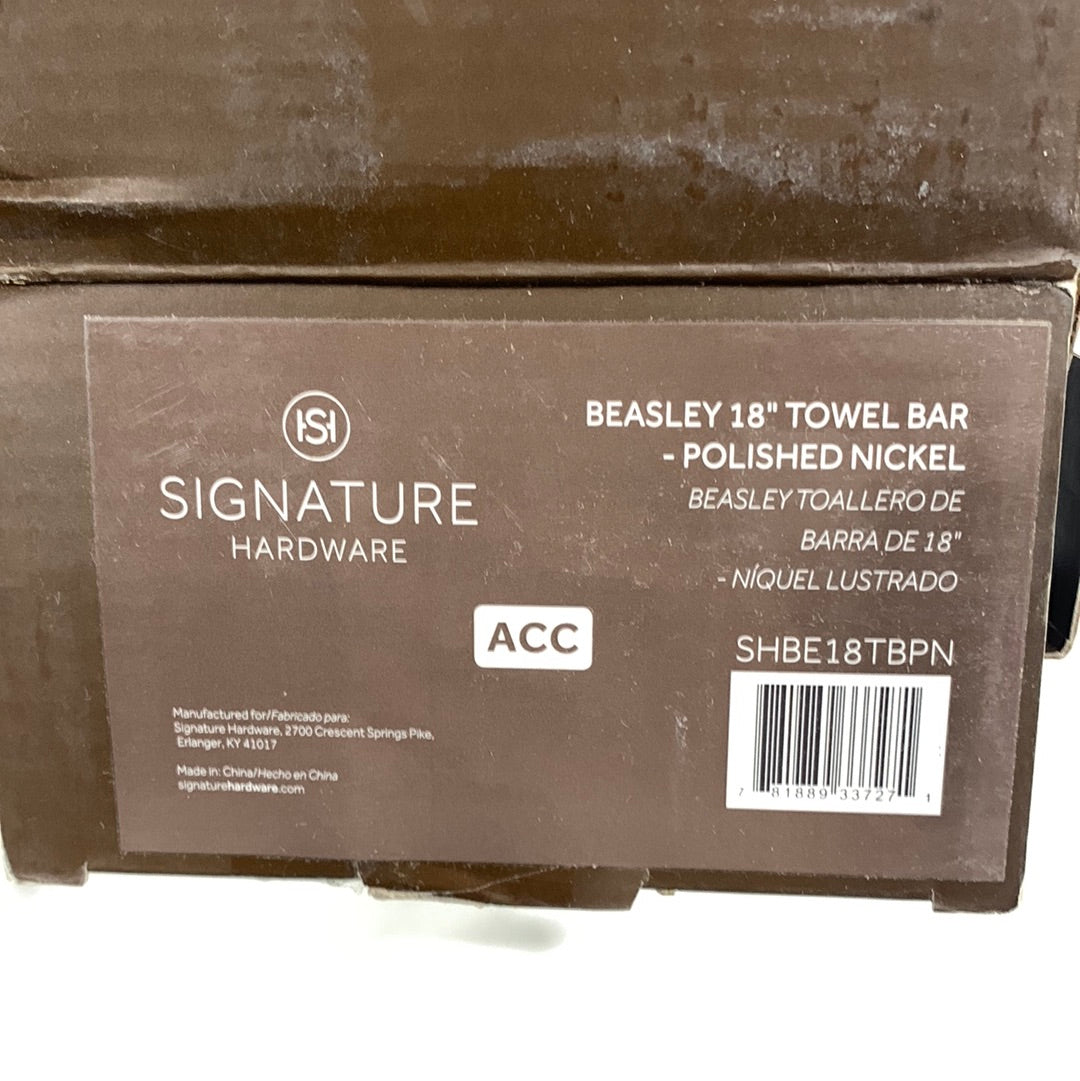 HSH
SIGNATURE
HARDWARE
BEASLEY 18" TOWEL BAR
- POLISHED NICKEL
BEASLEY TOALLERO DE
BARRA DE 18"
- NÍQUEL LUSTRADO
ACC
SHBE18TBPN
Manufactured for/Fabricado para:
Signature Hardware, 2700 Crescent Springs Pike,
Erlanger, KY 41017
Made in: China/Hecho en China
signaturehardware.com
7 81889 33727 1